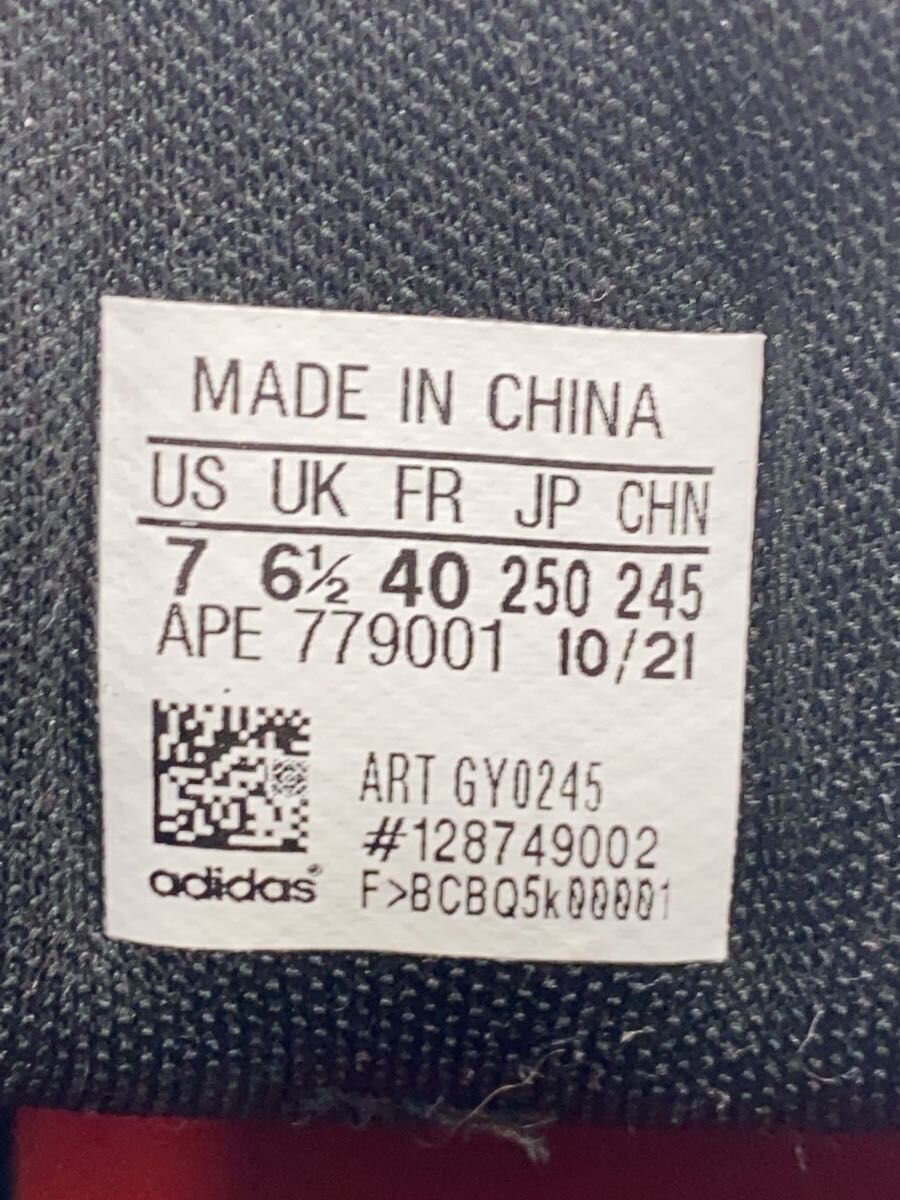 MADE IN CHINA
US UK FR JP CHN
7 6½ 40 250 245
APE 779001 10/21
ART GY0245
#128749002
adidas®
F>BCBQ5k00001